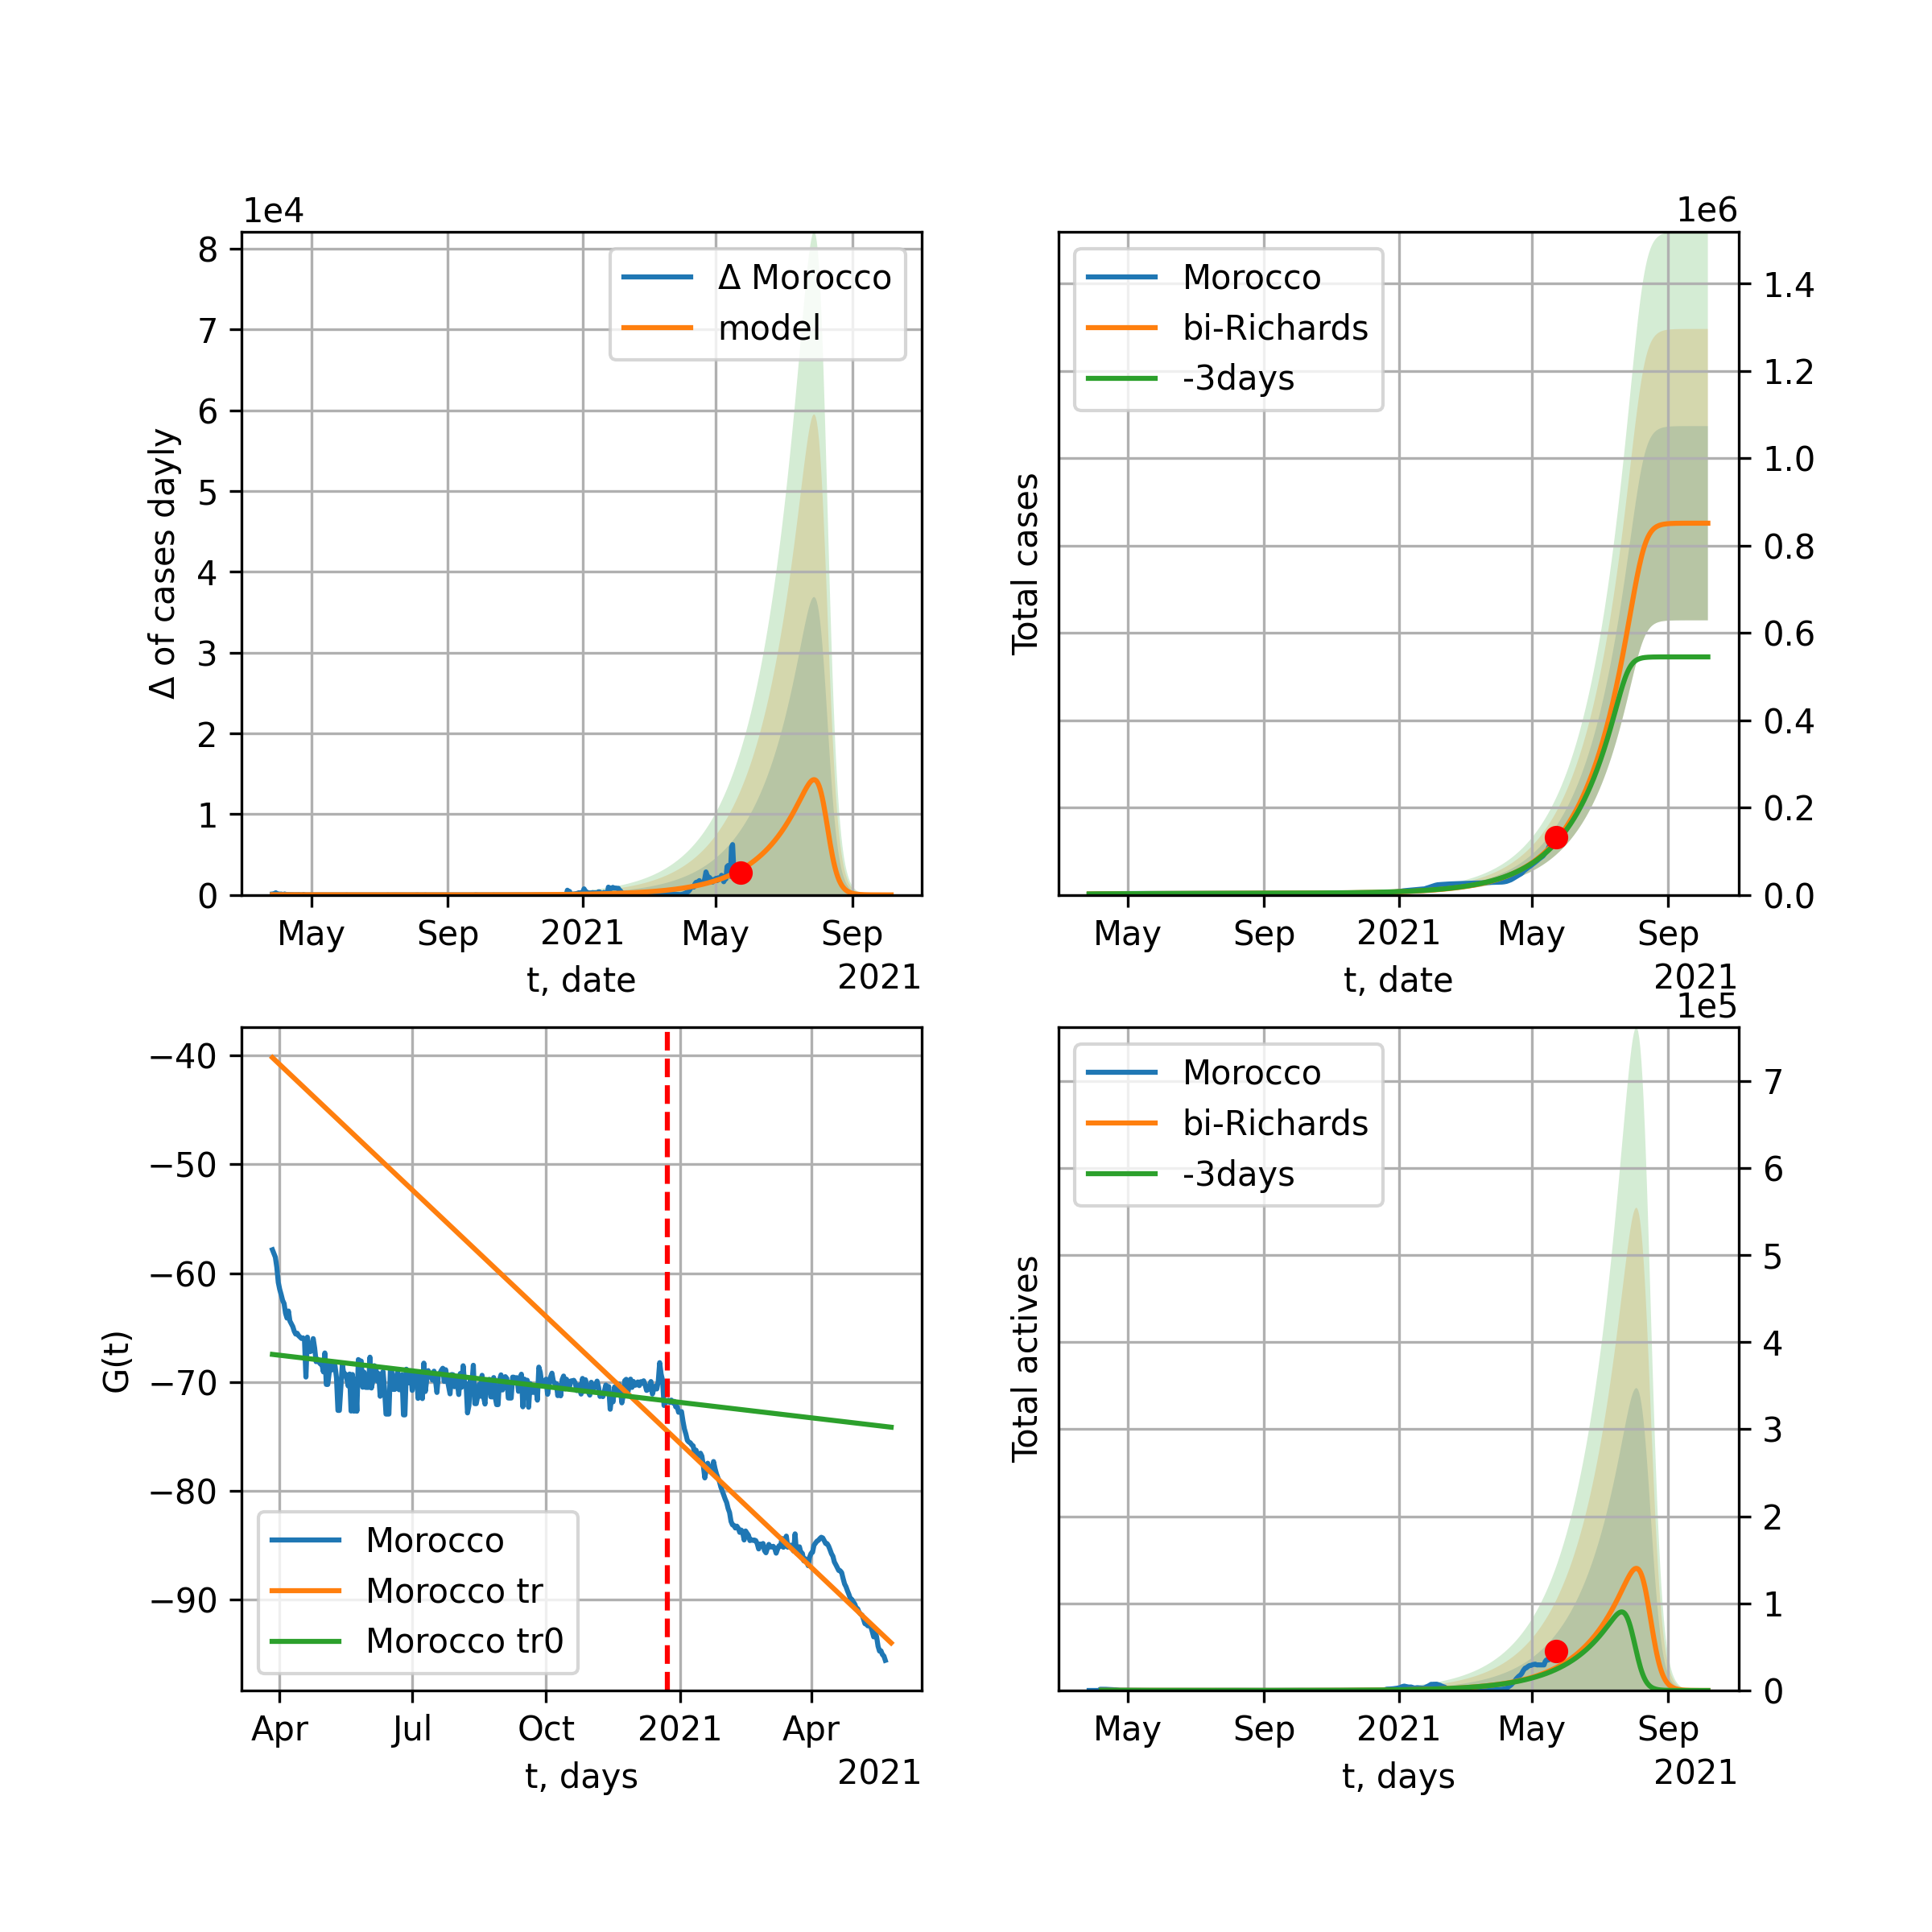 1e4
8
7
6
5
4
3
2
1
0
Δ of cases dayly
Δ Morocco
model
May Sep 2021 May Sep
t, date
2021
1e6
Total cases
Morocco
bi-Richards
-3days
1.4
1.2
1.0
0.8
0.6
0.4
0.2
0.0
May Sep 2021 May Sep
t, date
2021
−40
−50
−60
−70
−80
−90
G(t)
Morocco
Morocco tr
Morocco tr0
Apr Jul Oct 2021 Apr
t, days
2021
1e5
Total actives
Morocco
bi-Richards
-3days
7
6
5
4
3
2
1
0
May Sep 2021 May Sep
t, days
2021